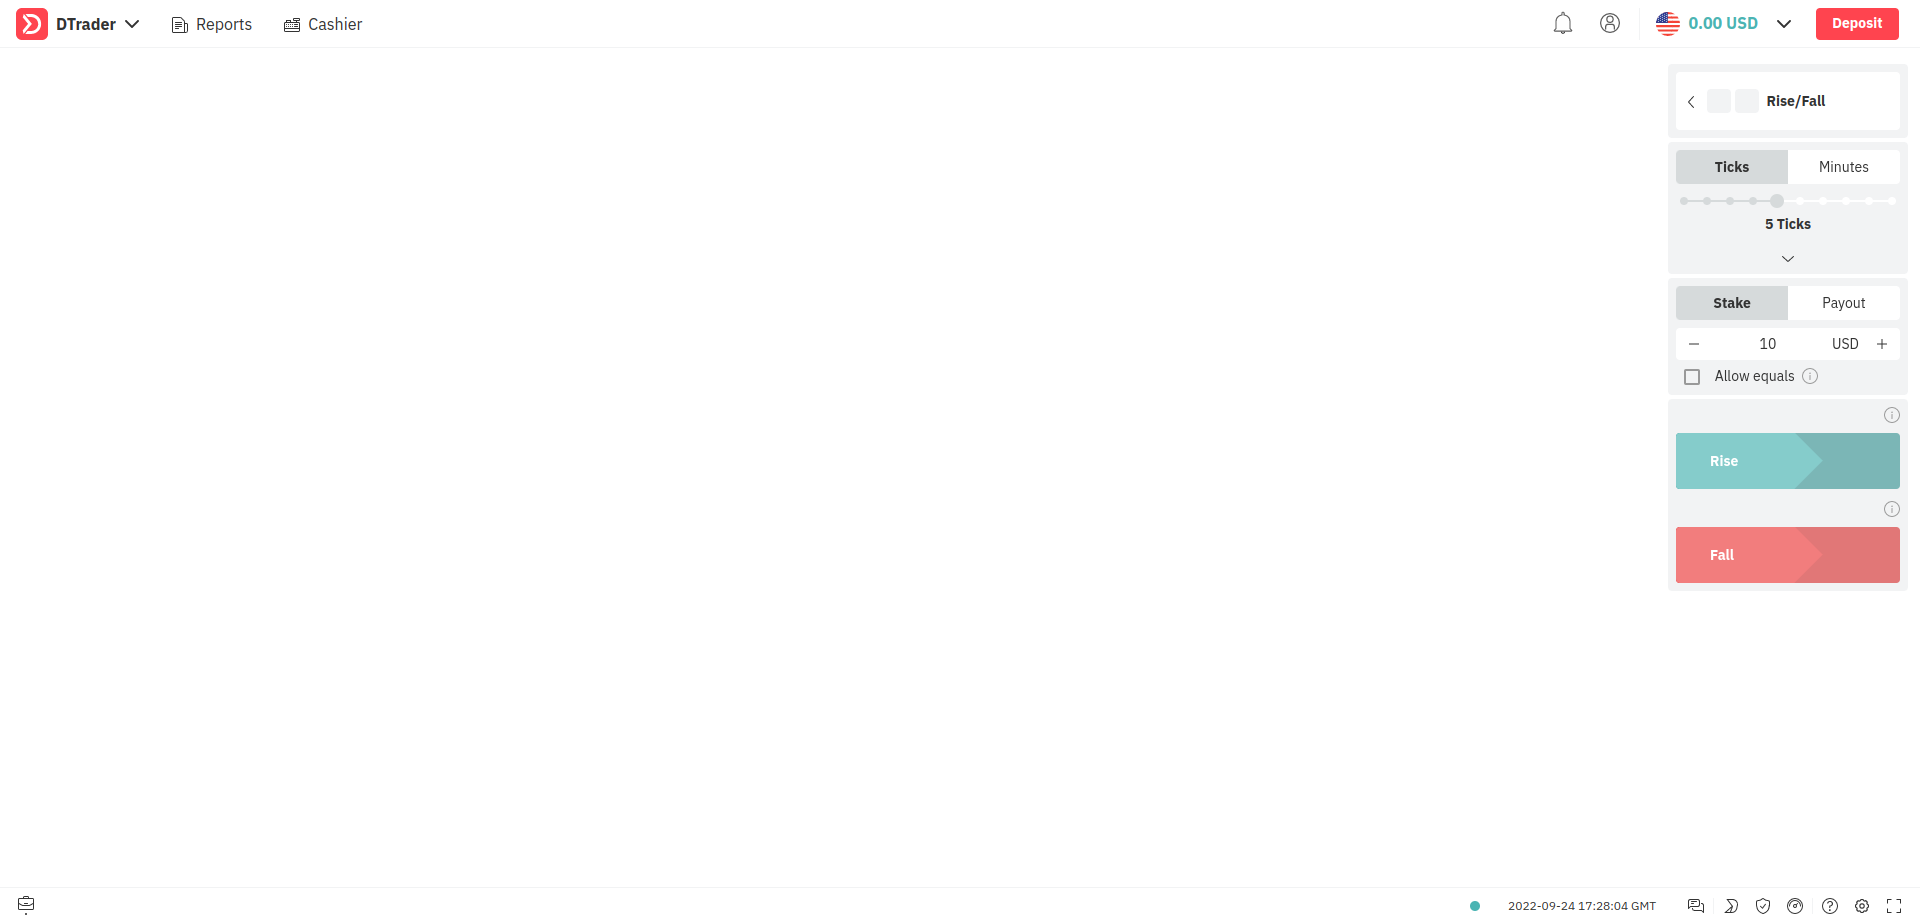 DTrader Reports Cashier 0.00 USD Deposit
Rise/Fall
Ticks Minutes
5 Ticks
Stake Payout
10 USD
Allow equals
Rise
Fall
2022-09-24 17:28:04 GMT